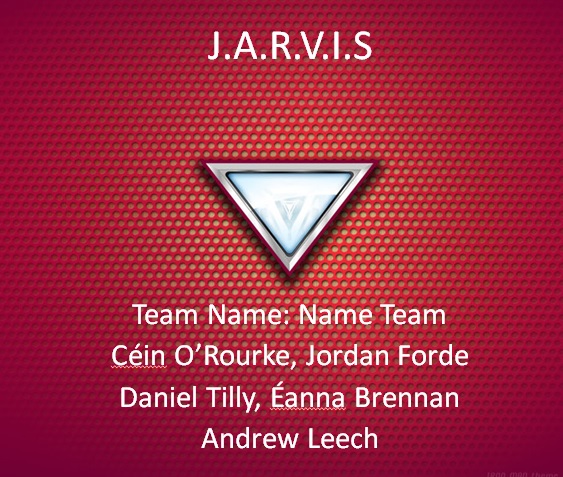 J.A.R.V.I.S
Team Name: Name Team
Céin O’Rourke, Jordan Forde
Daniel Tilly, Éanna Brennan
Andrew Leech